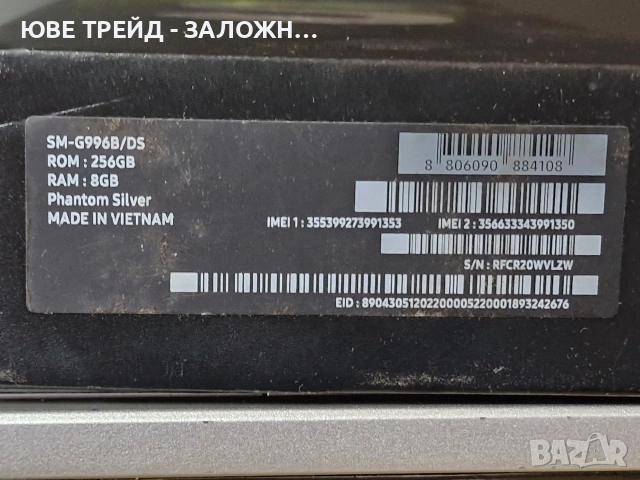 ЮВЕ ТРЕЙД - ЗАЛОЖН...
SM-G996B/DS
ROM : 256GB
RAM : 8GB
Phantom Silver
MADE IN VIETNAM
8 806090 884108
IMEI 1 : 355399273991353 IMEI 2 : 356633343991350
S/N : RFCR20WVLZW
EID : 89043051202200005220001893242676
BAZAR